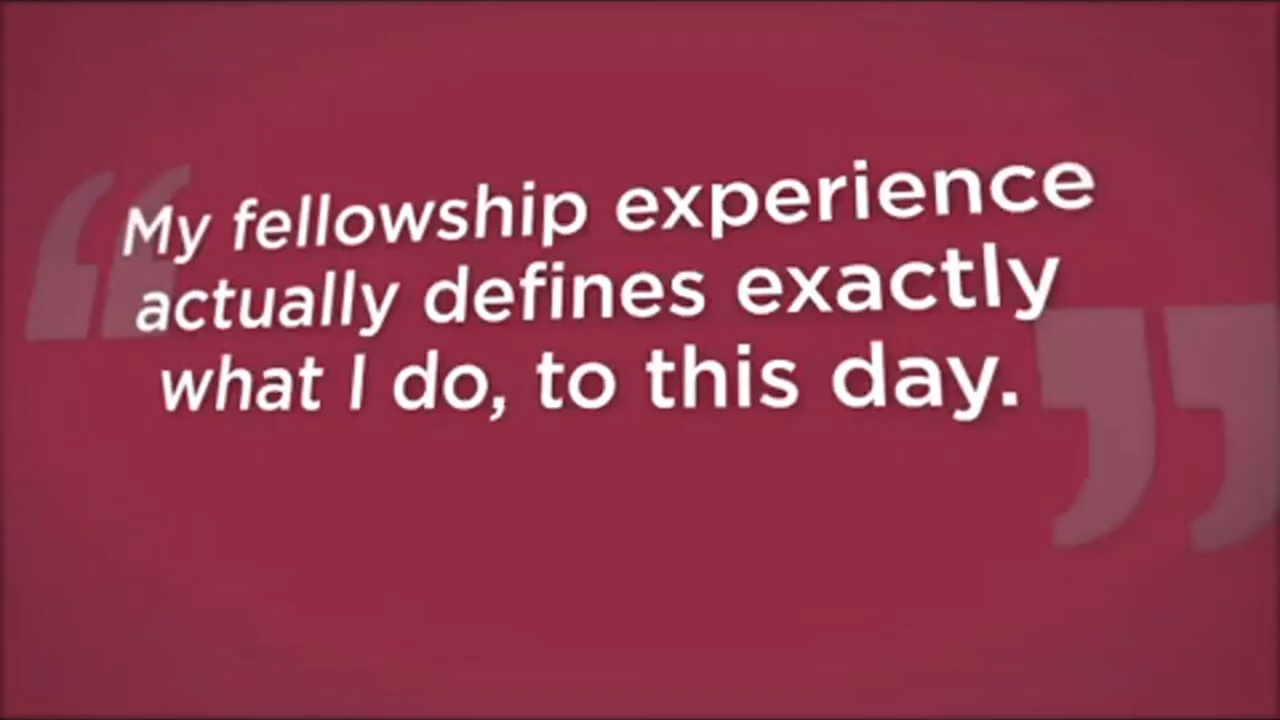 My fellowship experience
actually defines exactly
what I do, to this day.